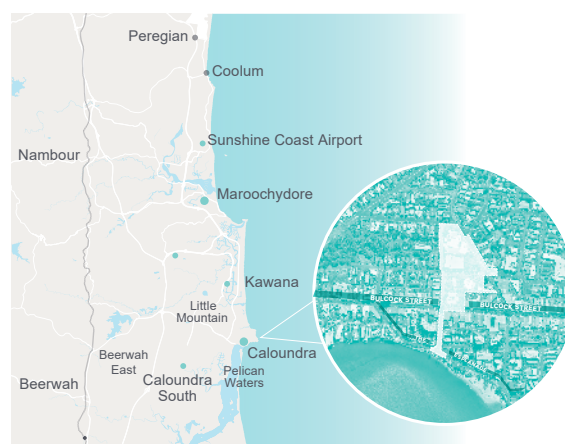 Peregian
Coolum
Sunshine Coast Airport
Nambour
Maroochydore
Kawana
Little
Mountain
BULCOCK STREET
BULCOCK STREET
Caloundra
Beerwah
East
Pelican
Waters
Beerwah
Caloundra
South